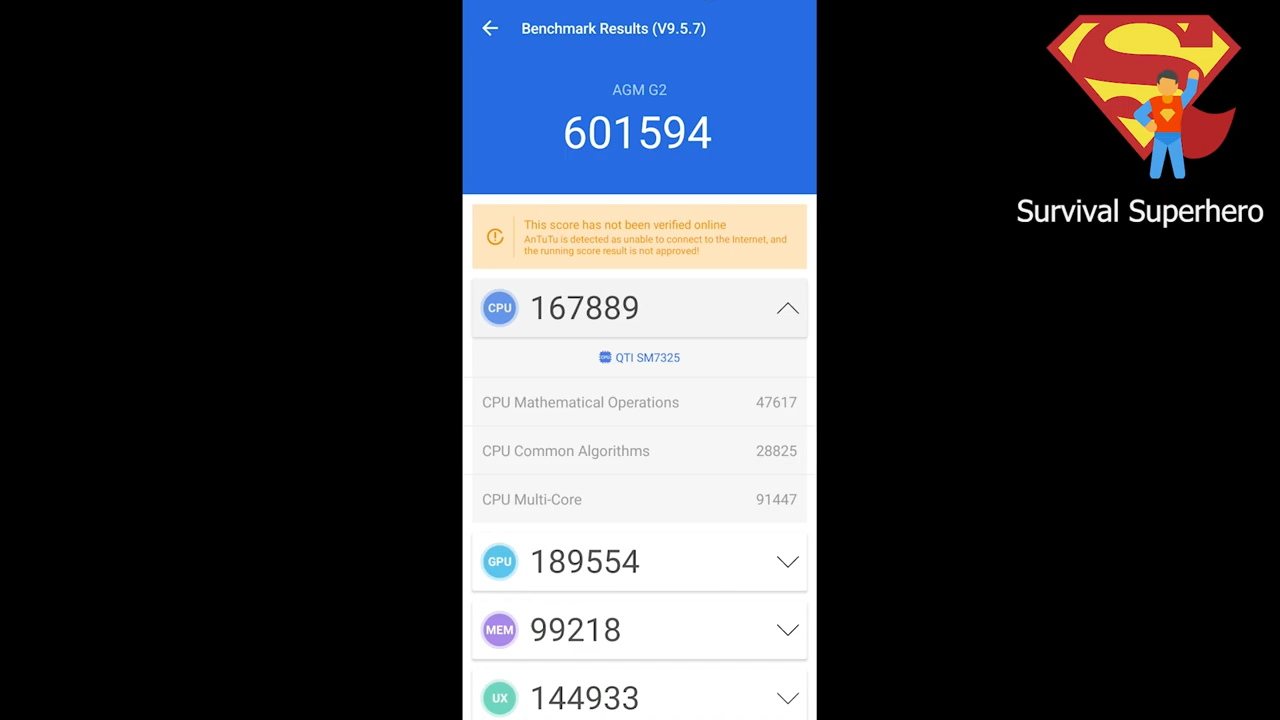 Benchmark Results (V9.5.7)
AGM G2
601594
Survival Superhero
This score has not been verified online
AnTuTu is detected as unable to connect to the Internet, and
the running score result is not approved!
CPU 167889
CPU QTI SM7325
CPU Mathematical Operations 47617
CPU Common Algorithms 28825
CPU Multi-Core 91447
GPU 189554
MEM 99218
UX 144933